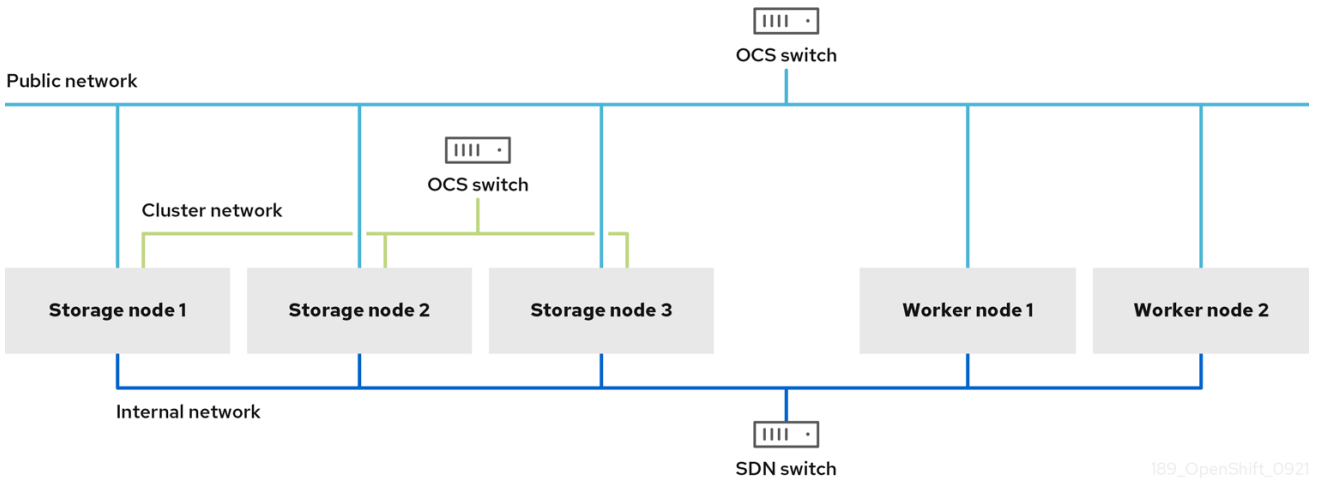 OCS switch
Public network
OCS switch
Cluster network
Storage node 1
Storage node 2
Storage node 3
Worker node 1
Worker node 2
Internal network
SDN switch
189_OpenShift_0921